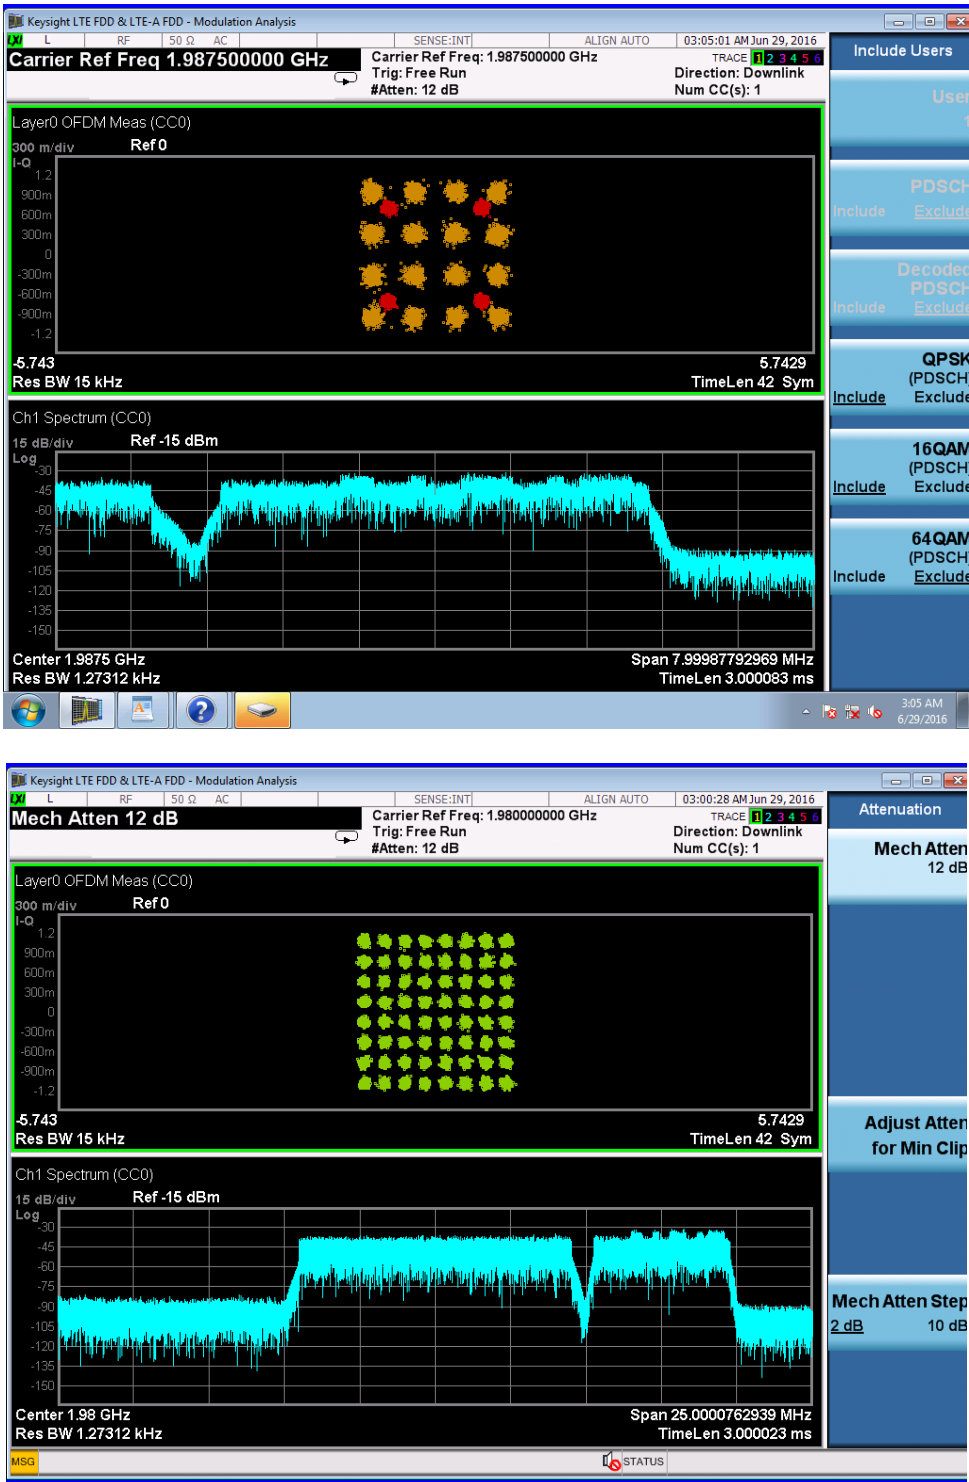 Keysight LTE FDD & LTE-A FDD - Modulation Analysis
LXI L RF 50 Ω AC SENSE:INT ALIGN AUTO 03:05:01 AM Jun 29, 2016
Carrier Ref Freq 1.987500000 GHz
Carrier Ref Freq: 1.987500000 GHz
Trig: Free Run
#Atten: 12 dB
TRACE 1 2 3 4 5 6
Direction: Downlink
Num CC(s): 1
Include Users
User
PDSCH
Include Exclude
Decoded
PDSCH
Include Exclude
QPSK
(PDSCH)
Include Exclude
16QAM
(PDSCH)
Include Exclude
64QAM
(PDSCH)
Include Exclude
Layer0 OFDM Meas (CC0)
300 m/div Ref 0
I-Q
1.2
900m
600m
300m
0
-300m
-600m
-900m
-1.2
-5.743 5.7429
Res BW 15 kHz TimeLen 42 Sym
Ch1 Spectrum (CC0)
15 dB/div Ref -15 dBm
Log
-30
-45
-60
-75
-90
-105
-120
-135
-150
Center 1.9875 GHz Span 7.99987792969 MHz
Res BW 1.27312 kHz TimeLen 3.000083 ms
3:05 AM
6/29/2016
Keysight LTE FDD & LTE-A FDD - Modulation Analysis
LXI L RF 50 Ω AC SENSE:INT ALIGN AUTO 03:00:28 AM Jun 29, 2016
Mech Atten 12 dB
Carrier Ref Freq: 1.980000000 GHz
Trig: Free Run
#Atten: 12 dB
TRACE 1 2 3 4 5 6
Direction: Downlink
Num CC(s): 1
Attenuation
Mech Atten
12 dB
Adjust Atten
for Min Clip
Mech Atten Step
2 dB 10 dB
Layer0 OFDM Meas (CC0)
300 m/div Ref 0
I-Q
1.2
900m
600m
300m
0
-300m
-600m
-900m
-1.2
-5.743 5.7429
Res BW 15 kHz TimeLen 42 Sym
Ch1 Spectrum (CC0)
15 dB/div Ref -15 dBm
Log
-30
-45
-60
-75
-90
-105
-120
-135
-150
Center 1.98 GHz Span 25.0000762939 MHz
Res BW 1.27312 kHz TimeLen 3.000023 ms
MSG STATUS